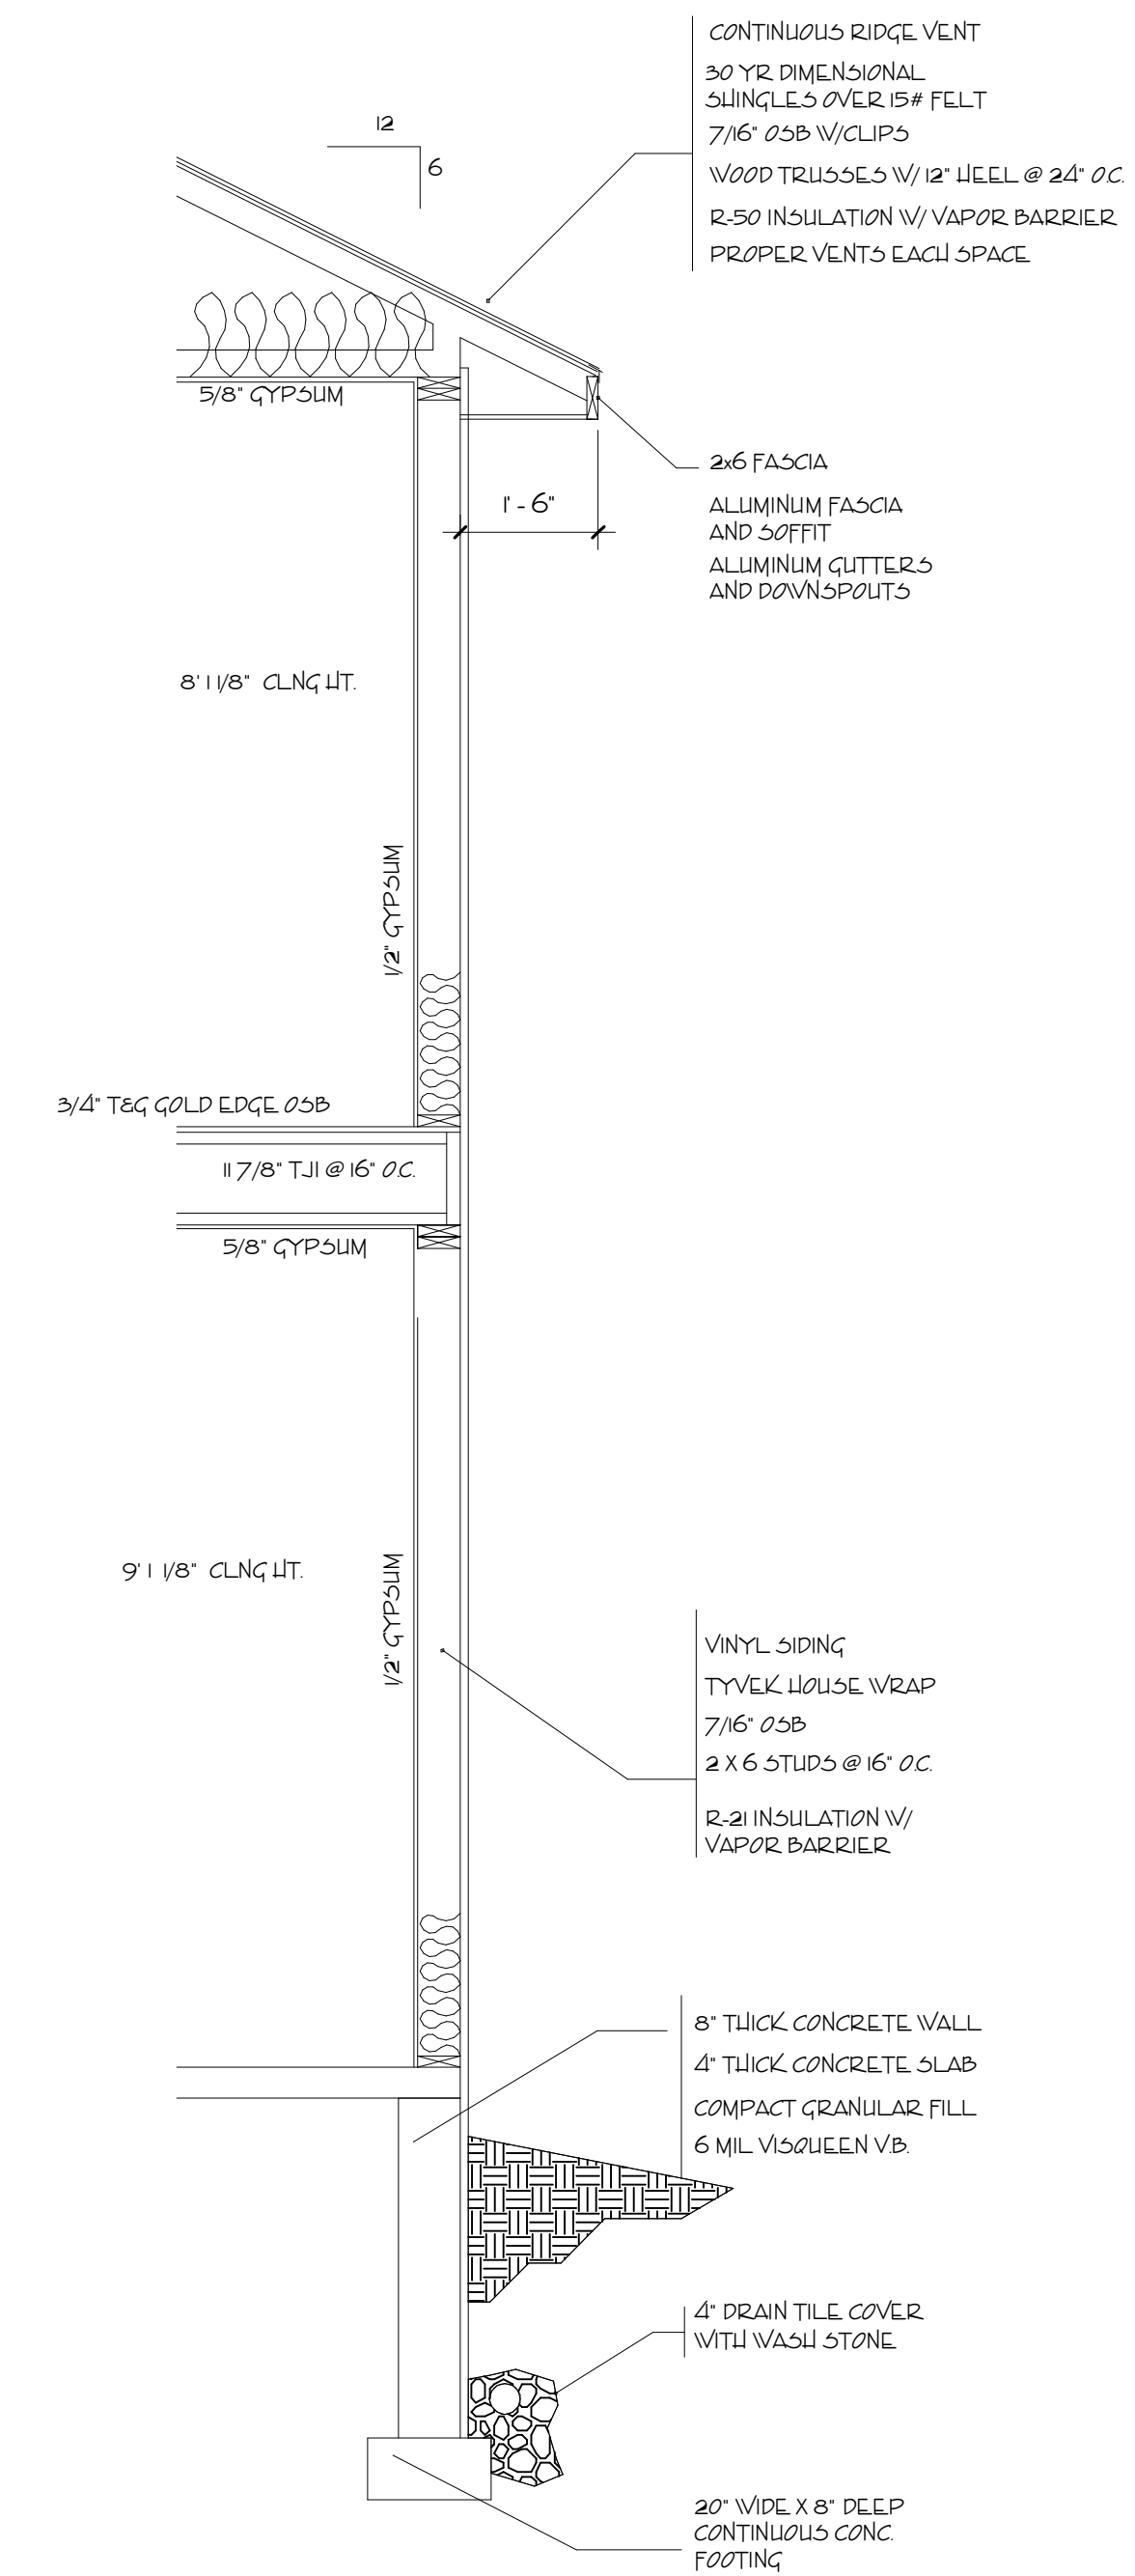 CONTINUOUS RIDGE VENT
30 YR DIMENSIONAL
SHINGLES OVER 15# FELT
7/16" OSB W/CLIPS
WOOD TRUSSES W/ 12" HEEL @ 24" O.C.
R-50 INSULATION W/ VAPOR BARRIER
PROPER VENTS EACH SPACE
12
6
5/8" GYPSUM
2x6 FASCIA
ALUMINUM FASCIA
AND SOFFIT
ALUMINUM GUTTERS
AND DOWNSPOUTS
1' - 6"
8' 1 1/8" CLNG HT.
1/2" GYPSUM
3/4" T&G GOLD EDGE OSB
11 7/8" TJI @ 16" O.C.
5/8" GYPSUM
9' 1 1/8" CLNG HT.
1/2" GYPSUM
VINYL SIDING
TYVEK HOUSE WRAP
7/16" OSB
2 X 6 STUDS @ 16" O.C.
R-21 INSULATION W/
VAPOR BARRIER
8" THICK CONCRETE WALL
4" THICK CONCRETE SLAB
COMPACT GRANULAR FILL
6 MIL VISQUEEN V.B.
4" DRAIN TILE COVER
WITH WASH STONE
20" WIDE X 8" DEEP
CONTINUOUS CONC.
FOOTING